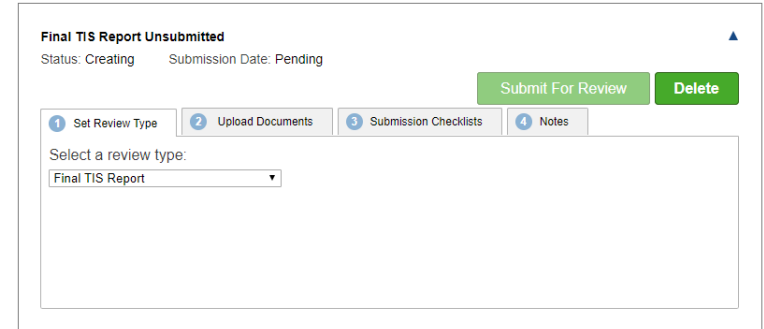 Final TIS Report Unsubmitted
Status: Creating Submission Date: Pending
Submit For Review Delete
1 Set Review Type 2 Upload Documents 3 Submission Checklists 4 Notes
Select a review type:
Final TIS Report